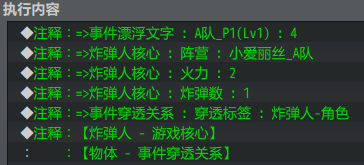 执行内容
◆注释：=>事件漂浮文字 : A队_P1(Lv1) : 4
◆注释：=>炸弹人核心 : 阵营 : 小爱丽丝_A队
◆注释：=>炸弹人核心 : 火力 : 2
◆注释：=>炸弹人核心 : 炸弹数 : 1
◆注释：=>事件穿透关系 : 穿透标签 : 炸弹人-角色
◆注释：【炸弹人 - 游戏核心】
：　　：【物体 - 事件穿透关系】